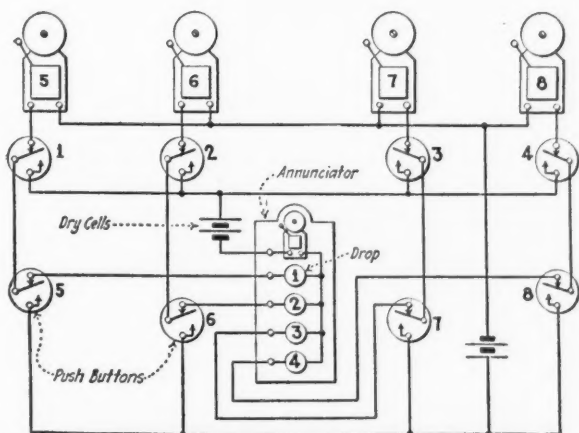 5 6 7 8
1 2 3 4
Annunciator
Dry Cells
Drop
1
5 8
2
6 7
3
4
Push Buttons